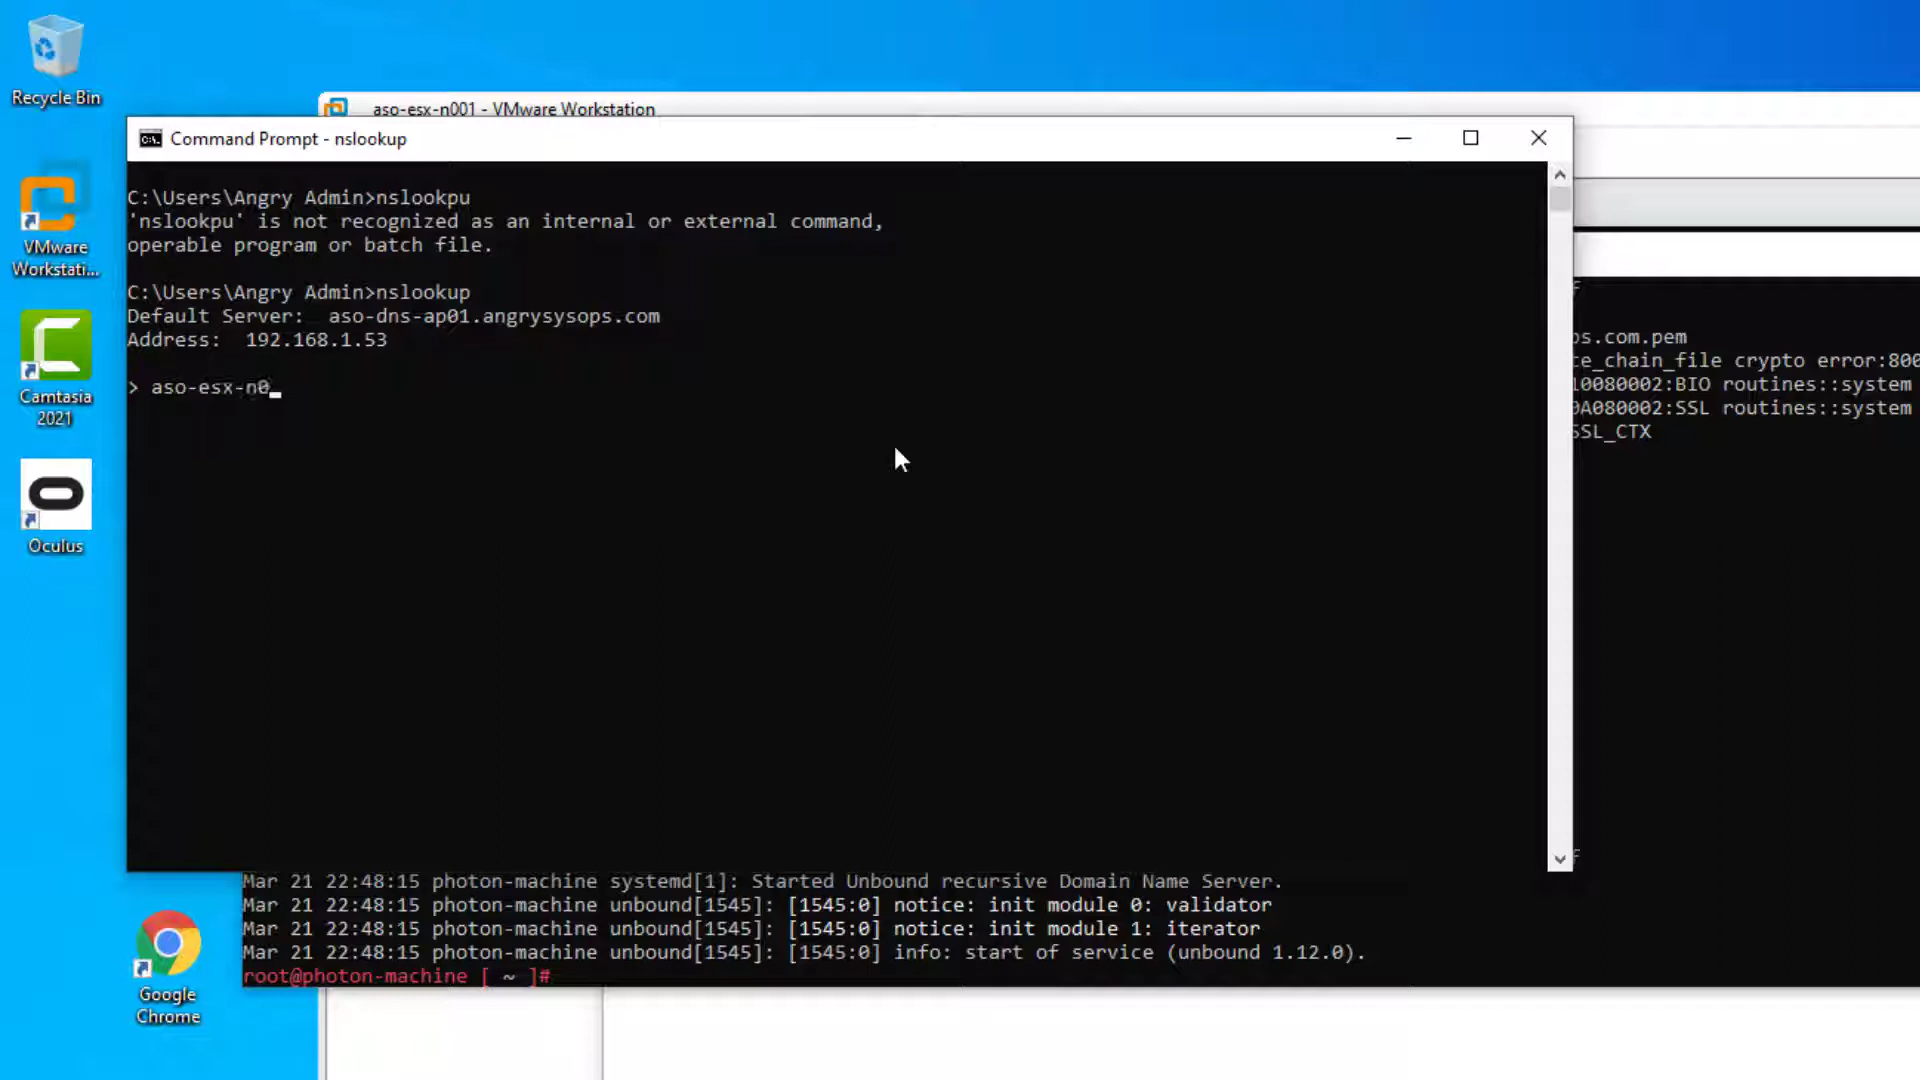 Recycle Bin
aso-esx-n001 - VMware Workstation
Command Prompt - nslookup
C:\Users\Angry Admin>nslookpu
'nslookpu' is not recognized as an internal or external command,
operable program or batch file.
C:\Users\Angry Admin>nslookup
Default Server:  aso-dns-ap01.angrysysops.com
Address:  192.168.1.53
> aso-esx-n0_
VMware
Workstati...
Camtasia
2021
Oculus
ps.com.pem
te_chain_file crypto error:800
10080002:BIO routines::system
0A080002:SSL routines::system
SSL_CTX
Mar 21 22:48:15 photon-machine systemd[1]: Started Unbound recursive Domain Name Server.
Mar 21 22:48:15 photon-machine unbound[1545]: [1545:0] notice: init module 0: validator
Mar 21 22:48:15 photon-machine unbound[1545]: [1545:0] notice: init module 1: iterator
Mar 21 22:48:15 photon-machine unbound[1545]: [1545:0] info: start of service (unbound 1.12.0).
root@photon-machine [ ~ ]#
Google
Chrome